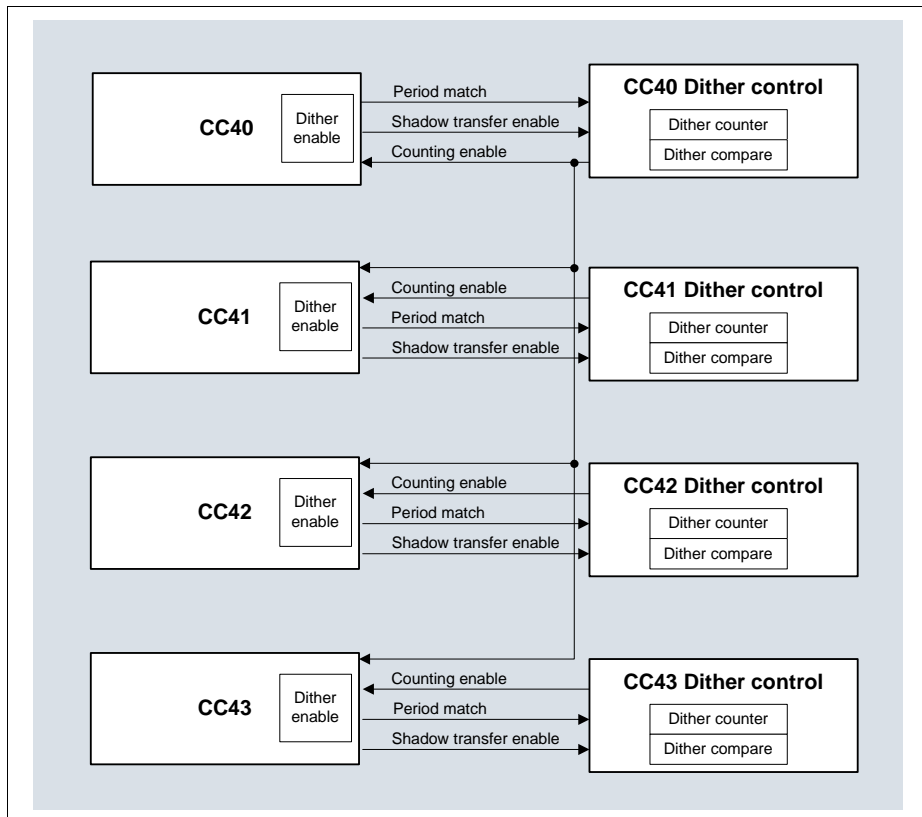 CC40
Dither
enable
Period match
Shadow transfer enable
Counting enable
CC40 Dither control
Dither counter
Dither compare
CC41
Dither
enable
Counting enable
Period match
Shadow transfer enable
CC41 Dither control
Dither counter
Dither compare
CC42
Dither
enable
Counting enable
Period match
Shadow transfer enable
CC42 Dither control
Dither counter
Dither compare
CC43
Dither
enable
Counting enable
Period match
Shadow transfer enable
CC43 Dither control
Dither counter
Dither compare